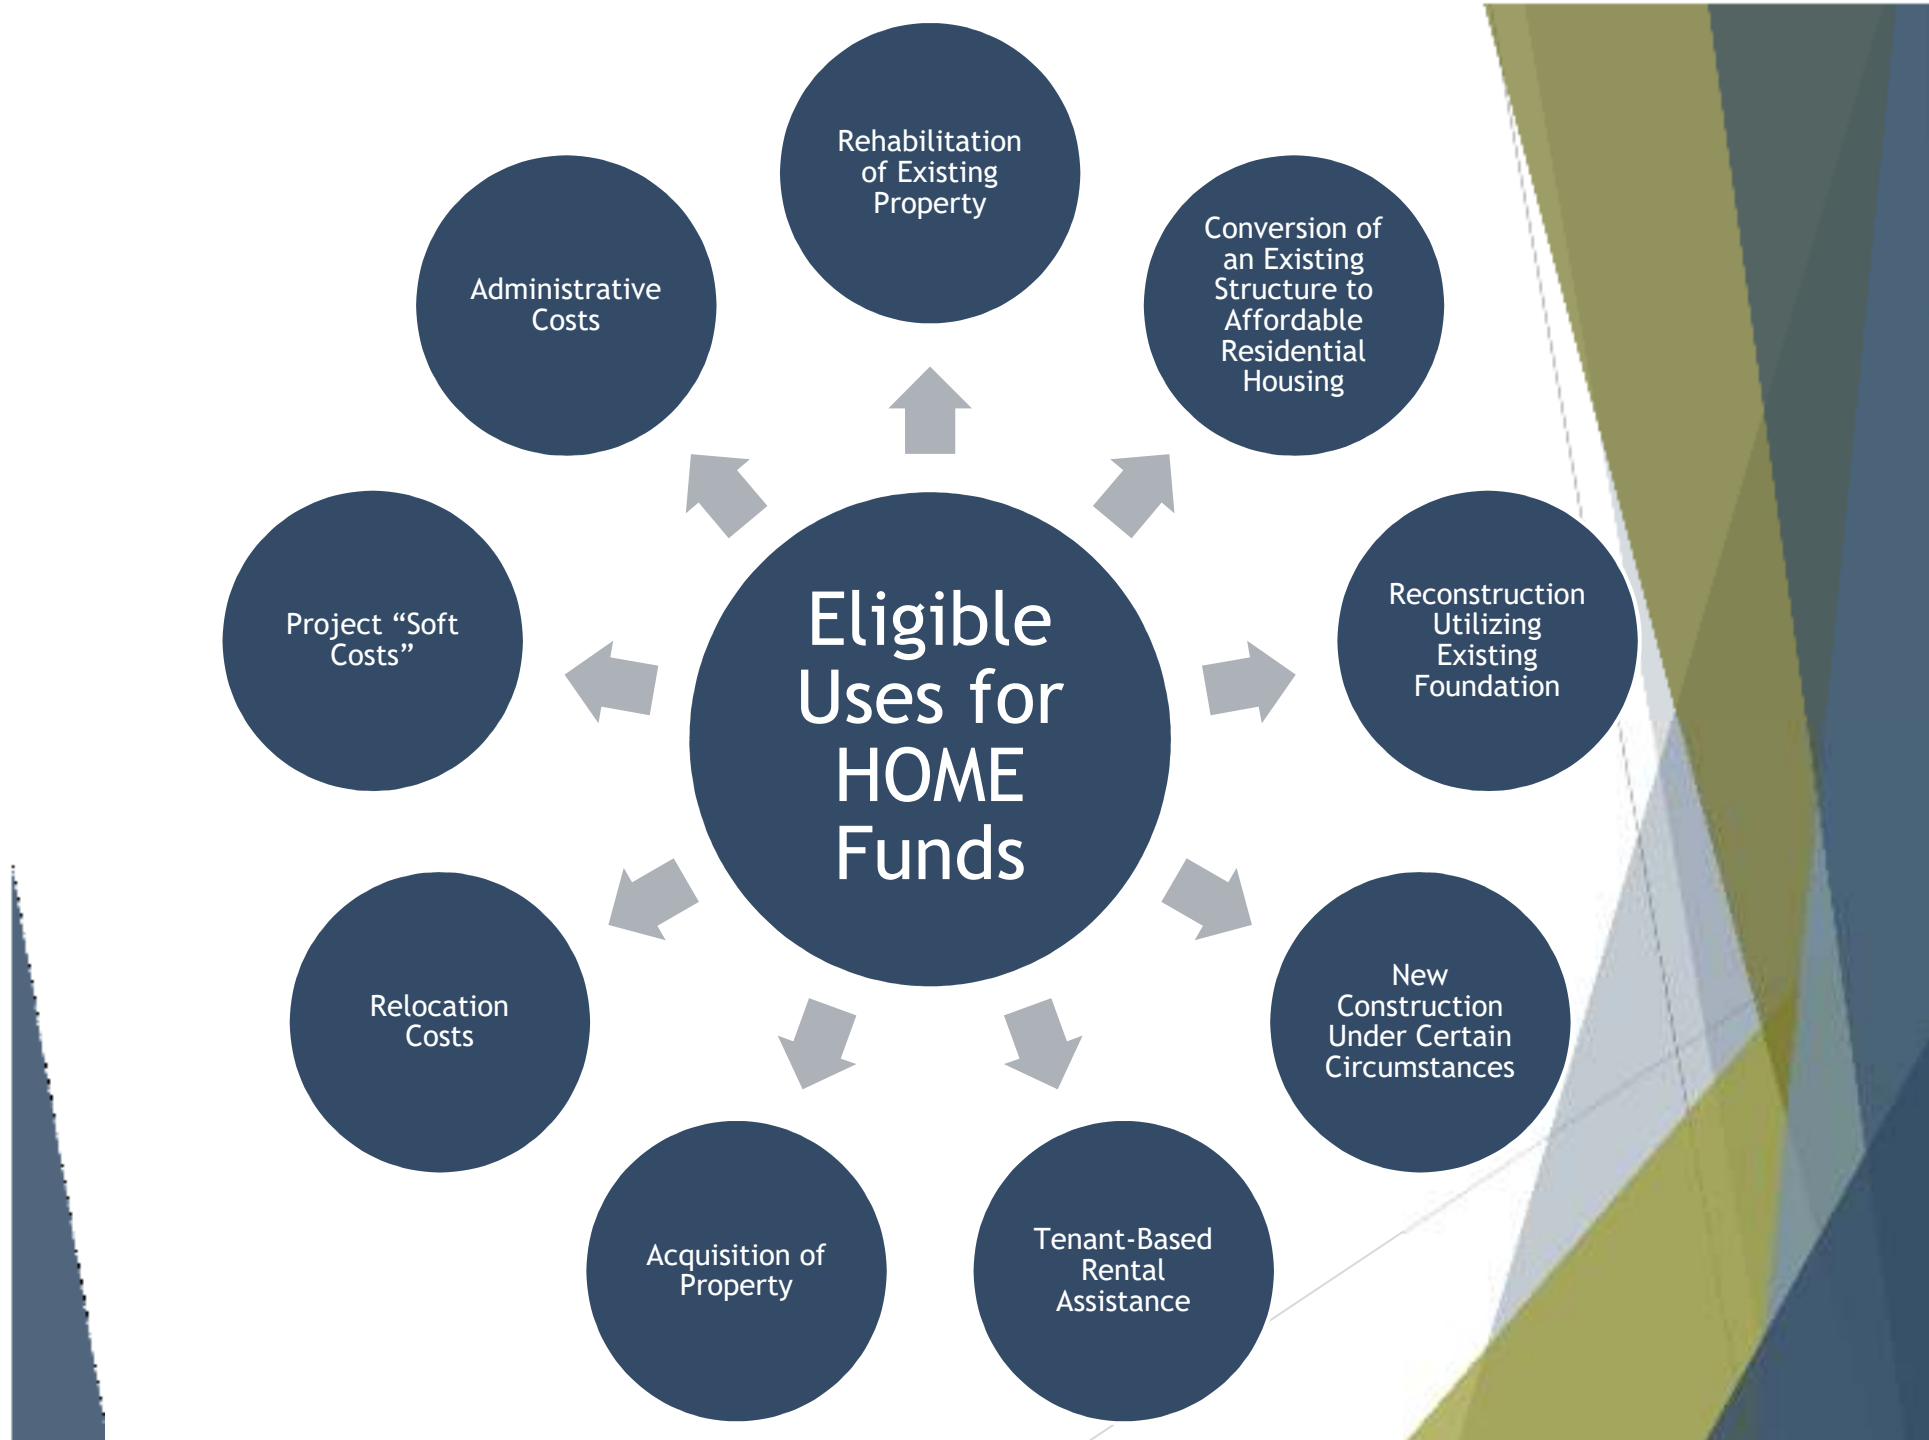 Rehabilitation
of Existing
Property
Conversion of
an Existing
Structure to
Affordable
Residential
Housing
Reconstruction
Utilizing
Existing
Foundation
New
Construction
Under Certain
Circumstances
Tenant-Based
Rental
Assistance
Acquisition of
Property
Relocation
Costs
Project “Soft
Costs”
Administrative
Costs
Eligible
Uses for
HOME
Funds